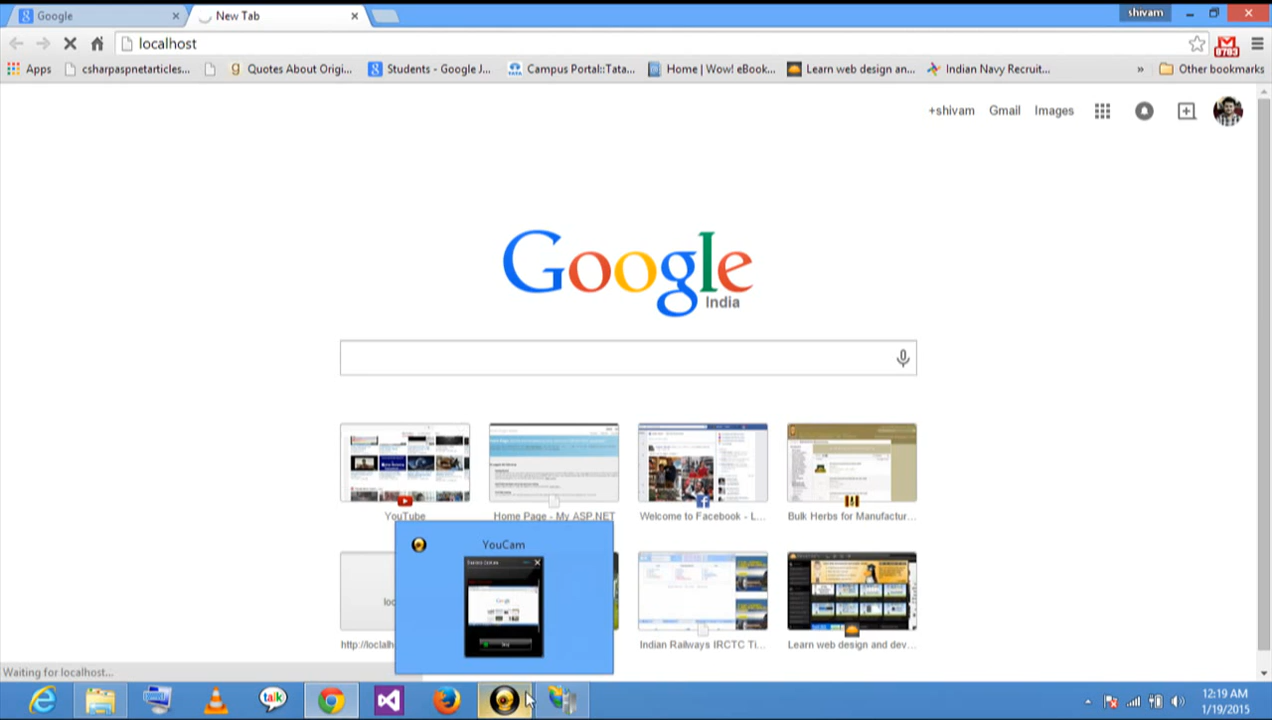 Google
New Tab
shivam
localhost
Apps
csharpaspnetarticles...
Quotes About Origi...
Students - Google J...
Campus Portal::Tata...
Home | Wow! eBook...
Learn web design an...
Indian Navy Recruit...
»
Other bookmarks
+shivam
Gmail
Images
Google
India
YouTube
Home Page - My ASP.NET
Welcome to Facebook - L...
Bulk Herbs for Manufactur...
YouCam
Indian Railways IRCTC Ti...
Learn web design and dev...
Waiting for localhost...
talk
12:19 AM
1/19/2015